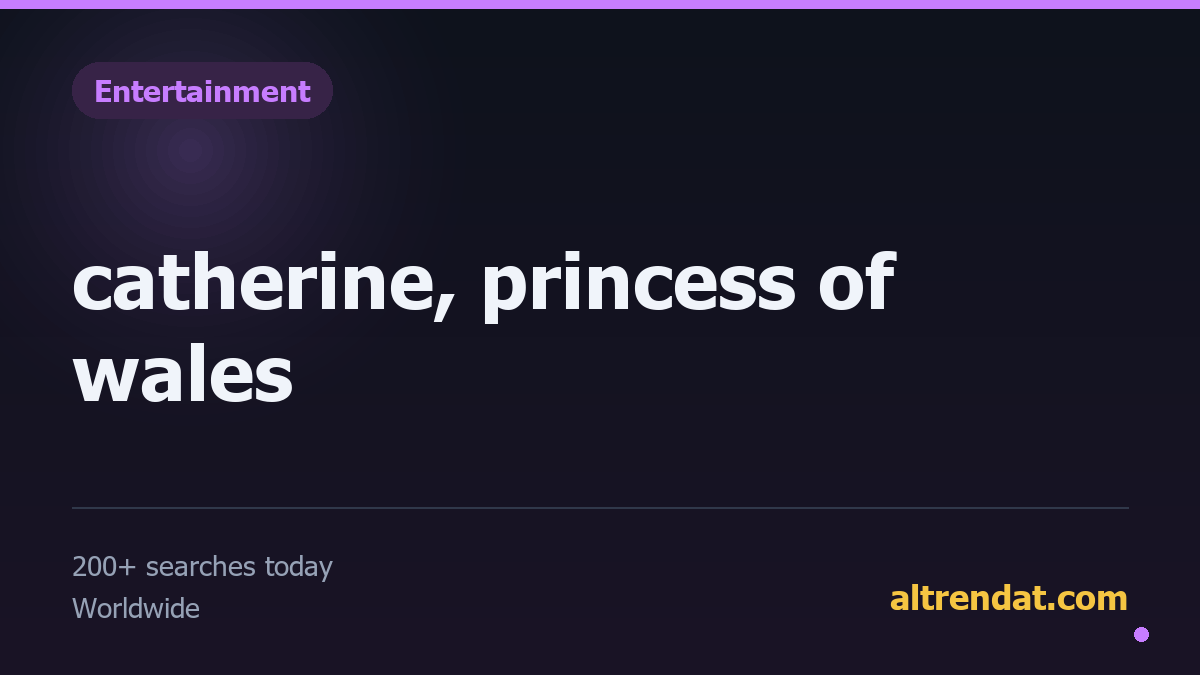 Entertainment
catherine, princess of
wales
200+ searches today
Worldwide
altrendat.com